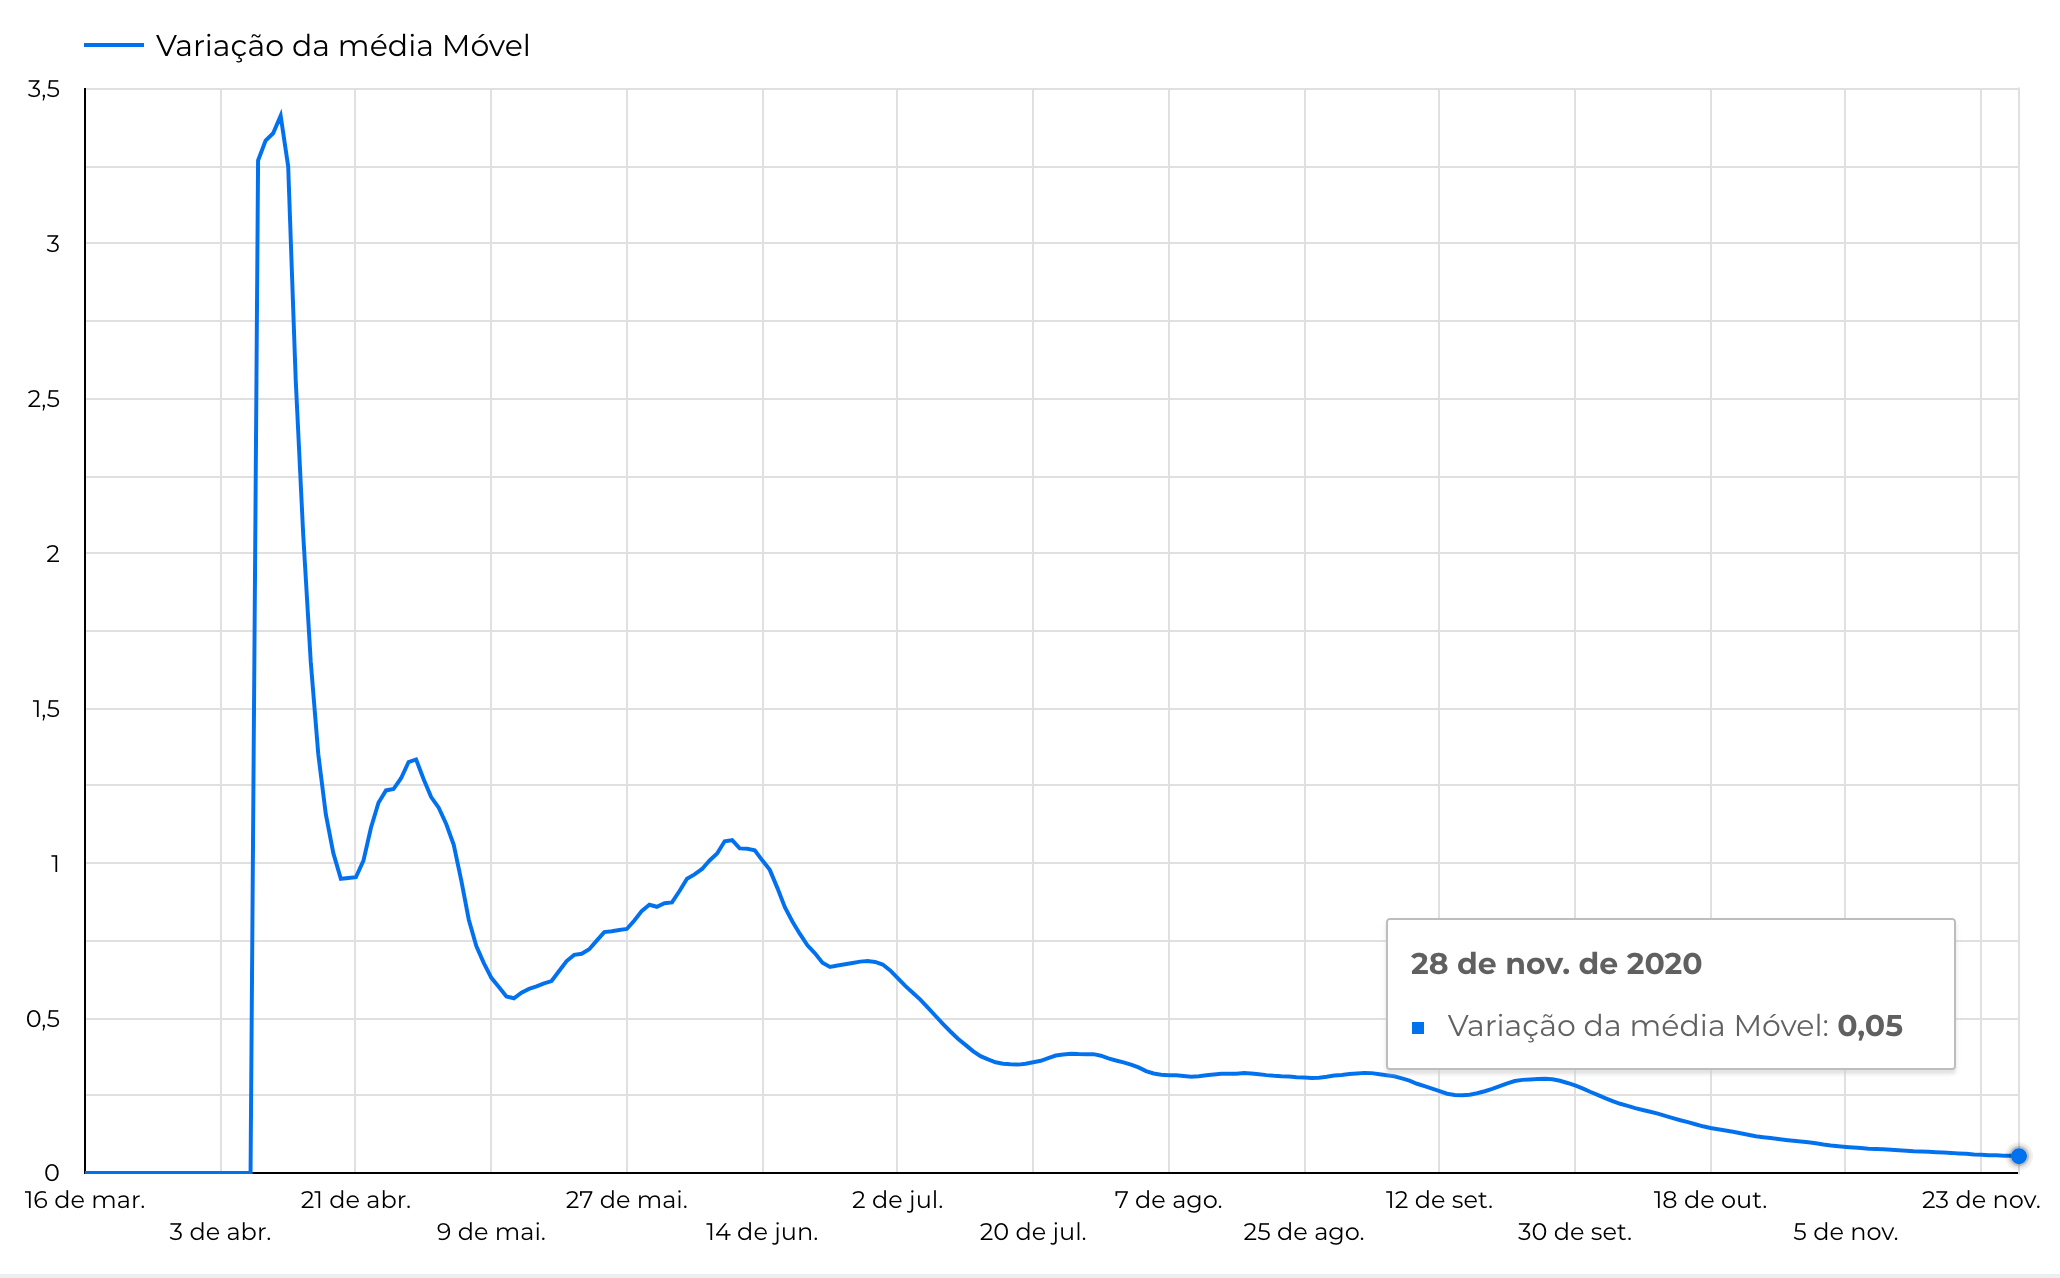 Variação da média Móvel
3,5
3
2,5
2
1,5
1
0,5
0
28 de nov. de 2020
Variação da média Móvel: 0,05
16 de mar. 21 de abr. 27 de mai. 2 de jul. 7 de ago. 12 de set. 18 de out. 23 de nov.
3 de abr. 9 de mai. 14 de jun. 20 de jul. 25 de ago. 30 de set. 5 de nov.